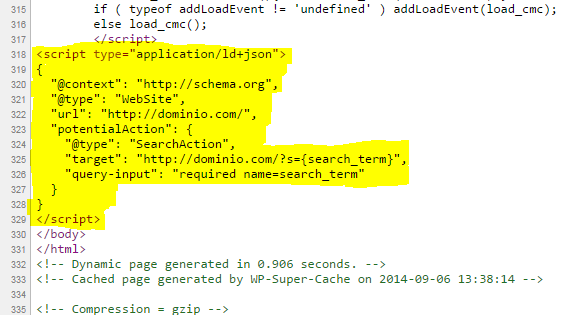 315 if ( typeof addLoadEvent != 'undefined' ) addLoadEvent(load_cmc);
316 else load_cmc();
317 </script>
318 <script type="application/ld+json">
319 {
320 "@context": "http://schema.org",
321 "@type": "WebSite",
322 "url": "http://dominio.com/",
323 "potentialAction": {
324 "@type": "SearchAction",
325 "target": "http://dominio.com/?s={search_term}",
326 "query-input": "required name=search_term"
327 }
328 }
329 </script>
330 </body>
331 </html>
332 <!-- Dynamic page generated in 0.906 seconds. -->
333 <!-- Cached page generated by WP-Super-Cache on 2014-09-06 13:38:14 -->
334
335 <!-- Compression = gzip -->